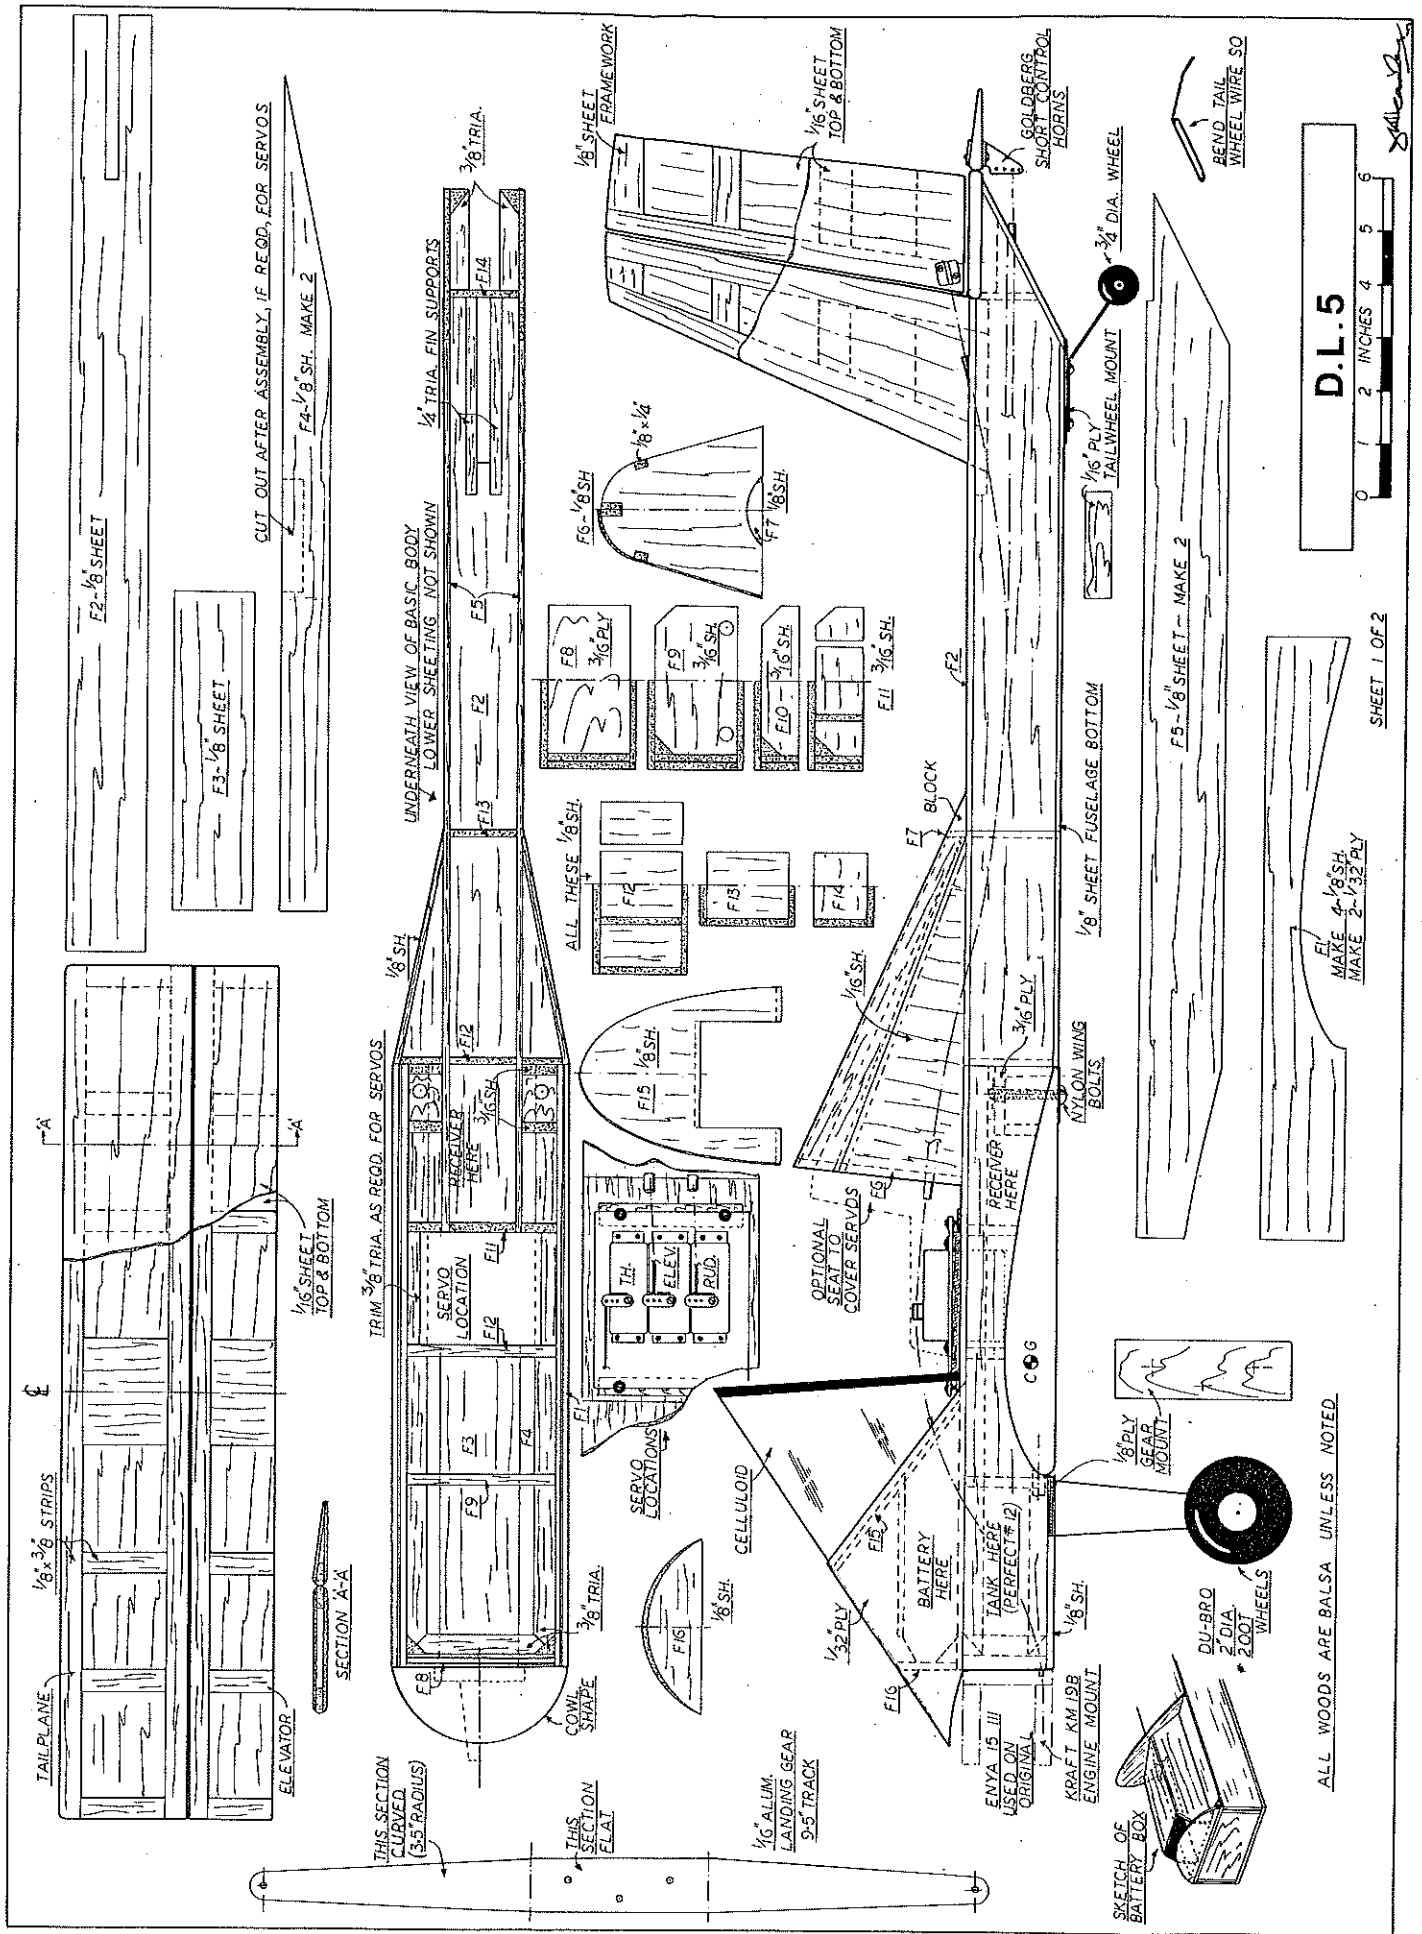 F2-1/8" SHEET
CUT OUT AFTER ASSEMBLY, IF REQD, FOR SERVOS
F3-1/8" SHEET
F4-1/8" SH. MAKE 2
TAILPLANE
1/8" x 3/8" STRIPS
℄
'A'
'A'
1/16" SHEET
TOP & BOTTOM
ELEVATOR
SECTION 'A'-'A'
UNDERNEATH VIEW OF BASIC BODY
LOWER SHEETING NOT SHOWN
1/4" TRIA. FIN SUPPORTS
3/8" TRIA.
TRIM 3/8" TRIA. AS REQD. FOR SERVOS
1/8" SH.
F8
F9
F3
F4
F12
SERVO
LOCATION
F11
RECEIVER
HERE
3/16" SH.
F12
F13
F2
F5
F14
F1
3/8" TRIA.
COWL
SHAPE
THIS SECTION
CURVED
(3·5" RADIUS)
THIS
SECTION
FLAT
1/16" ALUM.
LANDING GEAR
9·5" TRACK
F16
1/8" SH.
SERVO
LOCATIONS
TH.
ELEV.
RUD.
F15
1/8" SH.
ALL THESE 1/8" SH.
F12
F13
F14
F8
3/16" PLY
F9
3/16" SH.
F10 - 3/16" SH.
F11 3/16" SH.
F6 - 1/8" SH
1/8" x 1/4"
F7 1/8" SH.
1/8" SHEET
FRAMEWORK
1/16" SHEET
TOP & BOTTOM
GOLDBERG
SHORT CONTROL
HORNS
CELLULOID
1/32" PLY
F16
F15
BATTERY
HERE
TANK HERE
(PERFECT # 12)
ENYA 15 III
USED ON
ORIGINAL
KRAFT KM 19B
ENGINE MOUNT
1/8" SH.
OPTIONAL
SEAT TO
COVER SERVOS
F6
1/16" SH.
F7
BLOCK
F2
C G
RECEIVER
HERE
3/16" PLY
NYLON WING
BOLTS
1/8" SHEET FUSELAGE BOTTOM
1/16" PLY
TAILWHEEL MOUNT
3/4" DIA. WHEEL
BEND TAIL
WHEEL WIRE SO
SKETCH OF
BATTERY BOX
DU-BRO
2" DIA.
# 200T
WHEELS
1/8" PLY
GEAR
MOUNT
F5 - 1/8" SHEET - MAKE 2
F1
MAKE 4-1/8" SH.
MAKE 2-1/32" PLY
ALL WOODS ARE BALSA UNLESS NOTED
SHEET 1 OF 2
D.L.5
0 1 2 INCHES 4 5 6